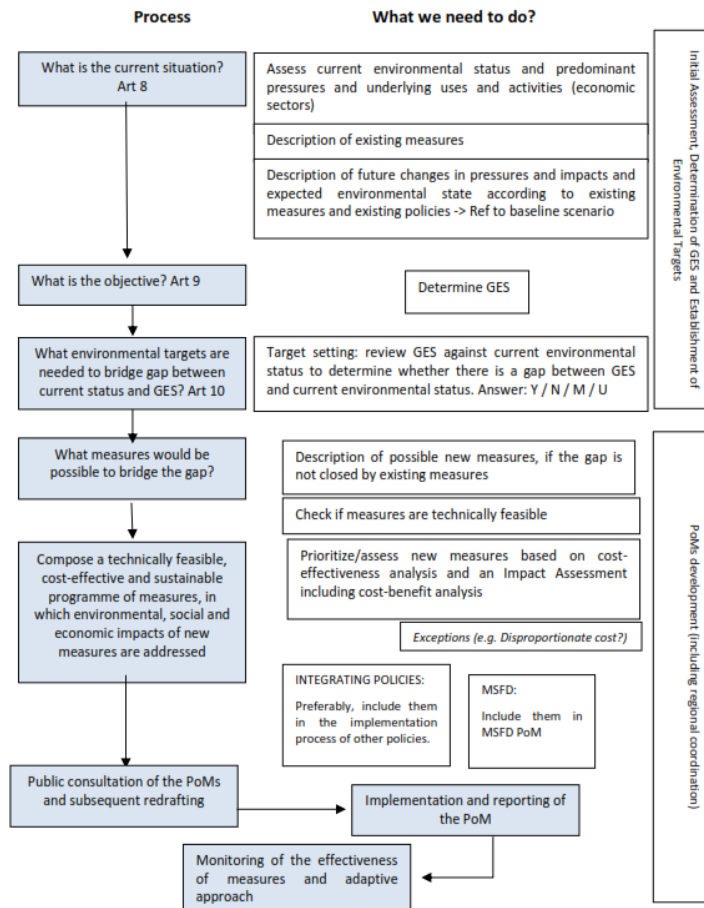 Process
What we need to do?
What is the current situation?
Art 8
Assess current environmental status and predominant
pressures and underlying uses and activities (economic
sectors)
Description of existing measures
Description of future changes in pressures and impacts and
expected environmental state according to existing
measures and existing policies -> Ref to baseline scenario
What is the objective? Art 9
Determine GES
What environmental targets are
needed to bridge gap between
current status and GES? Art 10
Target setting: review GES against current environmental
status to determine whether there is a gap between GES
and current environmental status. Answer: Y / N / M / U
Initial Assessment, Determination of GES and Establishment of
Environmental Targets
What measures would be
possible to bridge the gap?
Description of possible new measures, if the gap is
not closed by existing measures
Check if measures are technically feasible
Compose a technically feasible,
cost-effective and sustainable
programme of measures, in
which environmental, social and
economic impacts of new
measures are addressed
Prioritize/assess new measures based on cost-
effectiveness analysis and an Impact Assessment
including cost-benefit analysis
Exceptions (e.g. Disproportionate cost?)
INTEGRATING POLICIES:
Preferably, include them
in the implementation
process of other policies.
MSFD:
Include them in
MSFD PoM
Public consultation of the PoMs
and subsequent redrafting
Implementation and reporting of
the PoM
Monitoring of the effectiveness
of measures and adaptive
approach
PoMs development (including regional coordination)